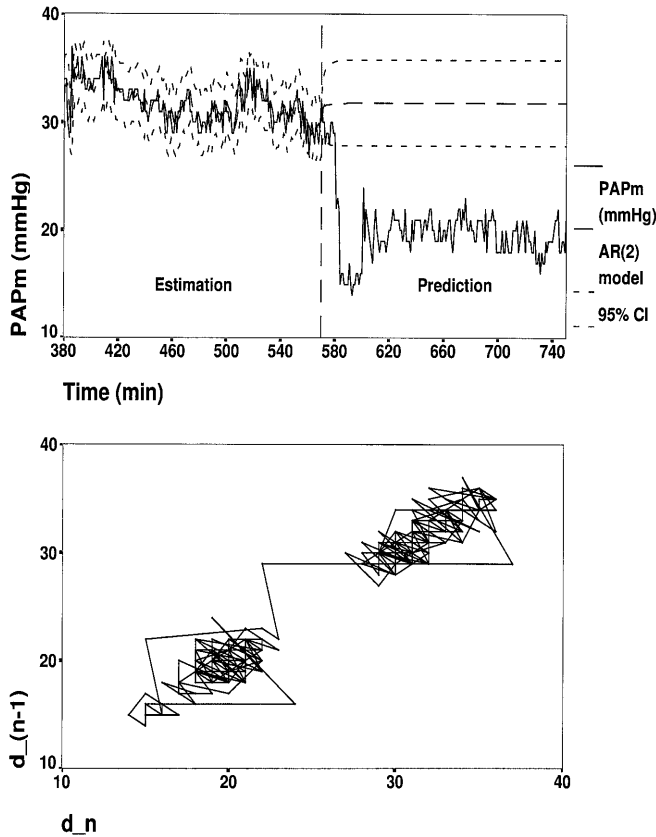 40
30
20
10
PAPm (mmHg)
Estimation
Prediction
380 420 460 500 540 580 620 660 700 740
Time (min)
PAPm
(mmHg)
AR(2)
model
95% CI
40
30
20
10
d_(n-1)
10 20 30 40
d_n